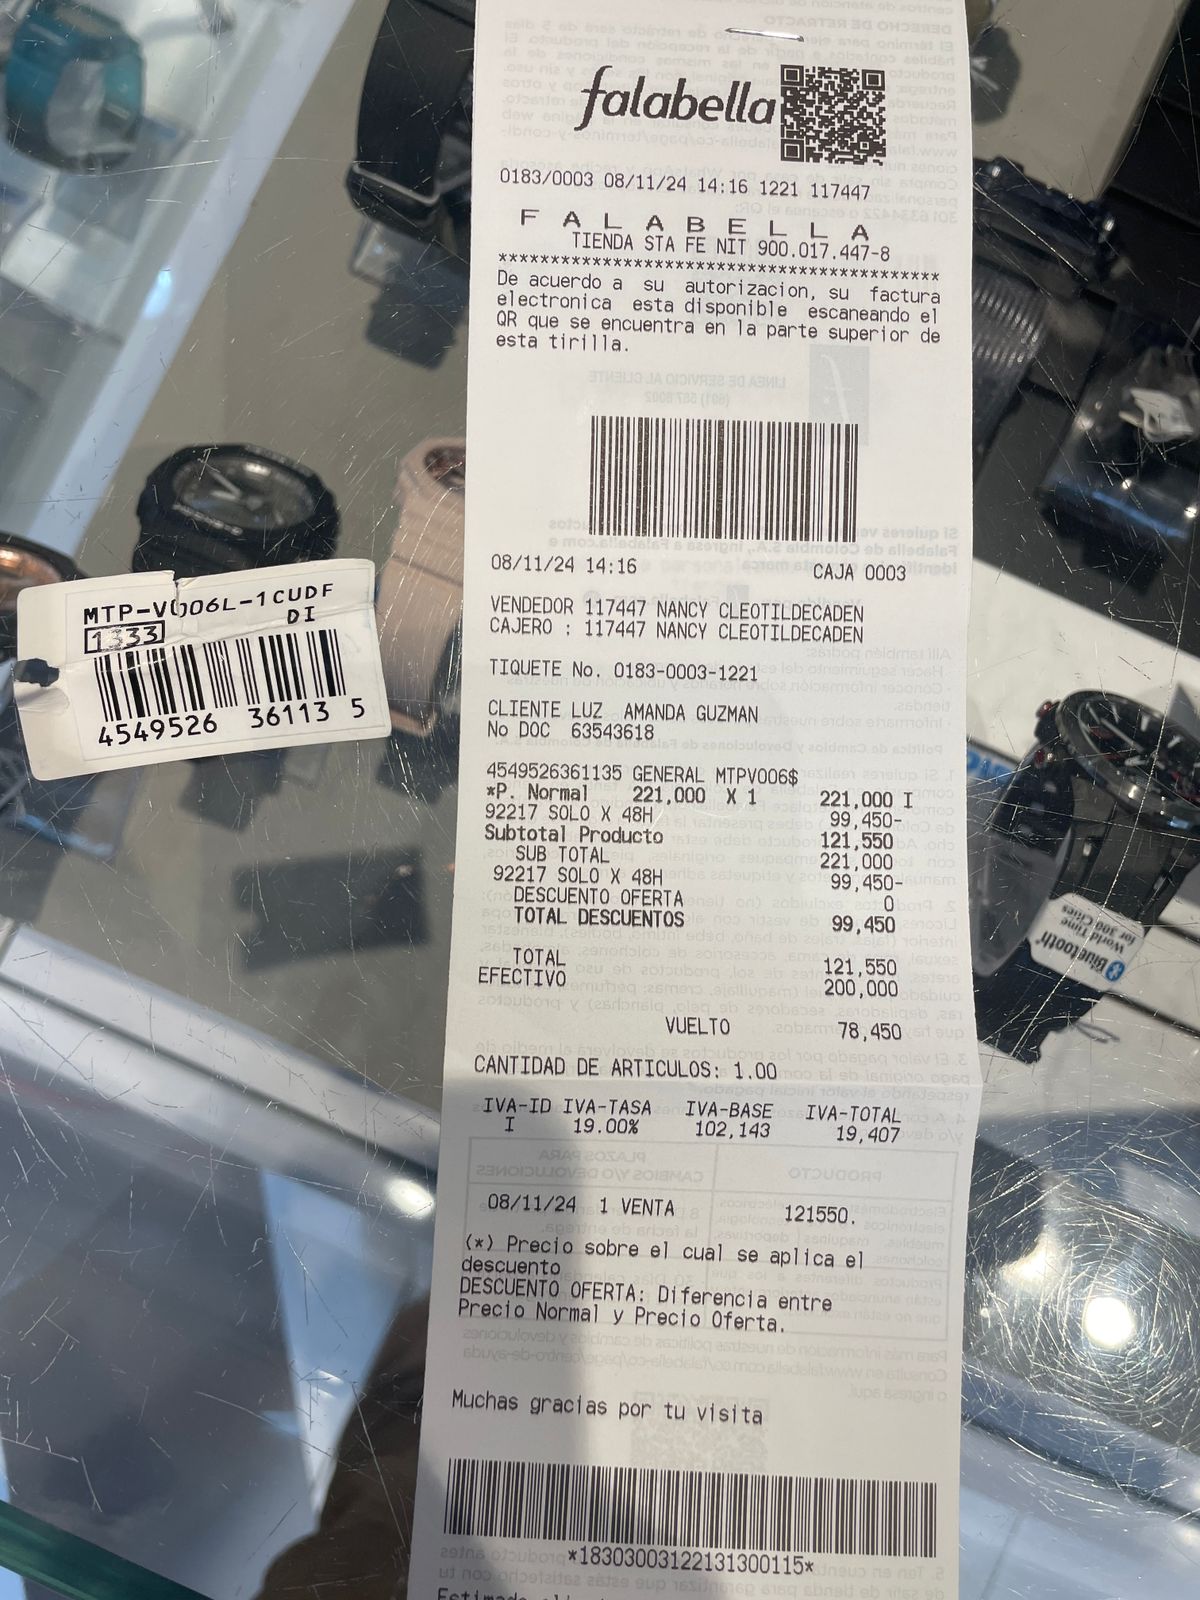 falabella
0183/0003 08/11/24 14:16 1221 117447
F A L A B E L L A
TIENDA STA FE NIT 900.017.447-8
******************************************
De acuerdo a su autorizacion, su factura
electronica esta disponible escaneando el
QR que se encuentra en la parte superior de
esta tirilla.
08/11/24 14:16 CAJA 0003
VENDEDOR 117447 NANCY CLEOTILDECADEN
CAJERO : 117447 NANCY CLEOTILDECADEN
TIQUETE No. 0183-0003-1221
CLIENTE LUZ AMANDA GUZMAN
No DOC 63543618
4549526361135 GENERAL MTPV006$
*P. Normal 221,000 X 1 221,000 I
92217 SOLO X 48H 99,450-
Subtotal Producto 121,550
SUB TOTAL 221,000
92217 SOLO X 48H 99,450-
DESCUENTO OFERTA 0
TOTAL DESCUENTOS 99,450
TOTAL 121,550
EFECTIVO 200,000
VUELTO 78,450
CANTIDAD DE ARTICULOS: 1.00
IVA-ID IVA-TASA IVA-BASE IVA-TOTAL
I 19.00% 102,143 19,407
08/11/24 1 VENTA 121550.
(*) Precio sobre el cual se aplica el
descuento
DESCUENTO OFERTA: Diferencia entre
Precio Normal y Precio Oferta.
Muchas gracias por tu visita
*18303003122131300115*
MTP-V006L-1CUDF
DI
1333
4549526 36113 5
Bluetooth
World Time
for 300 Cities